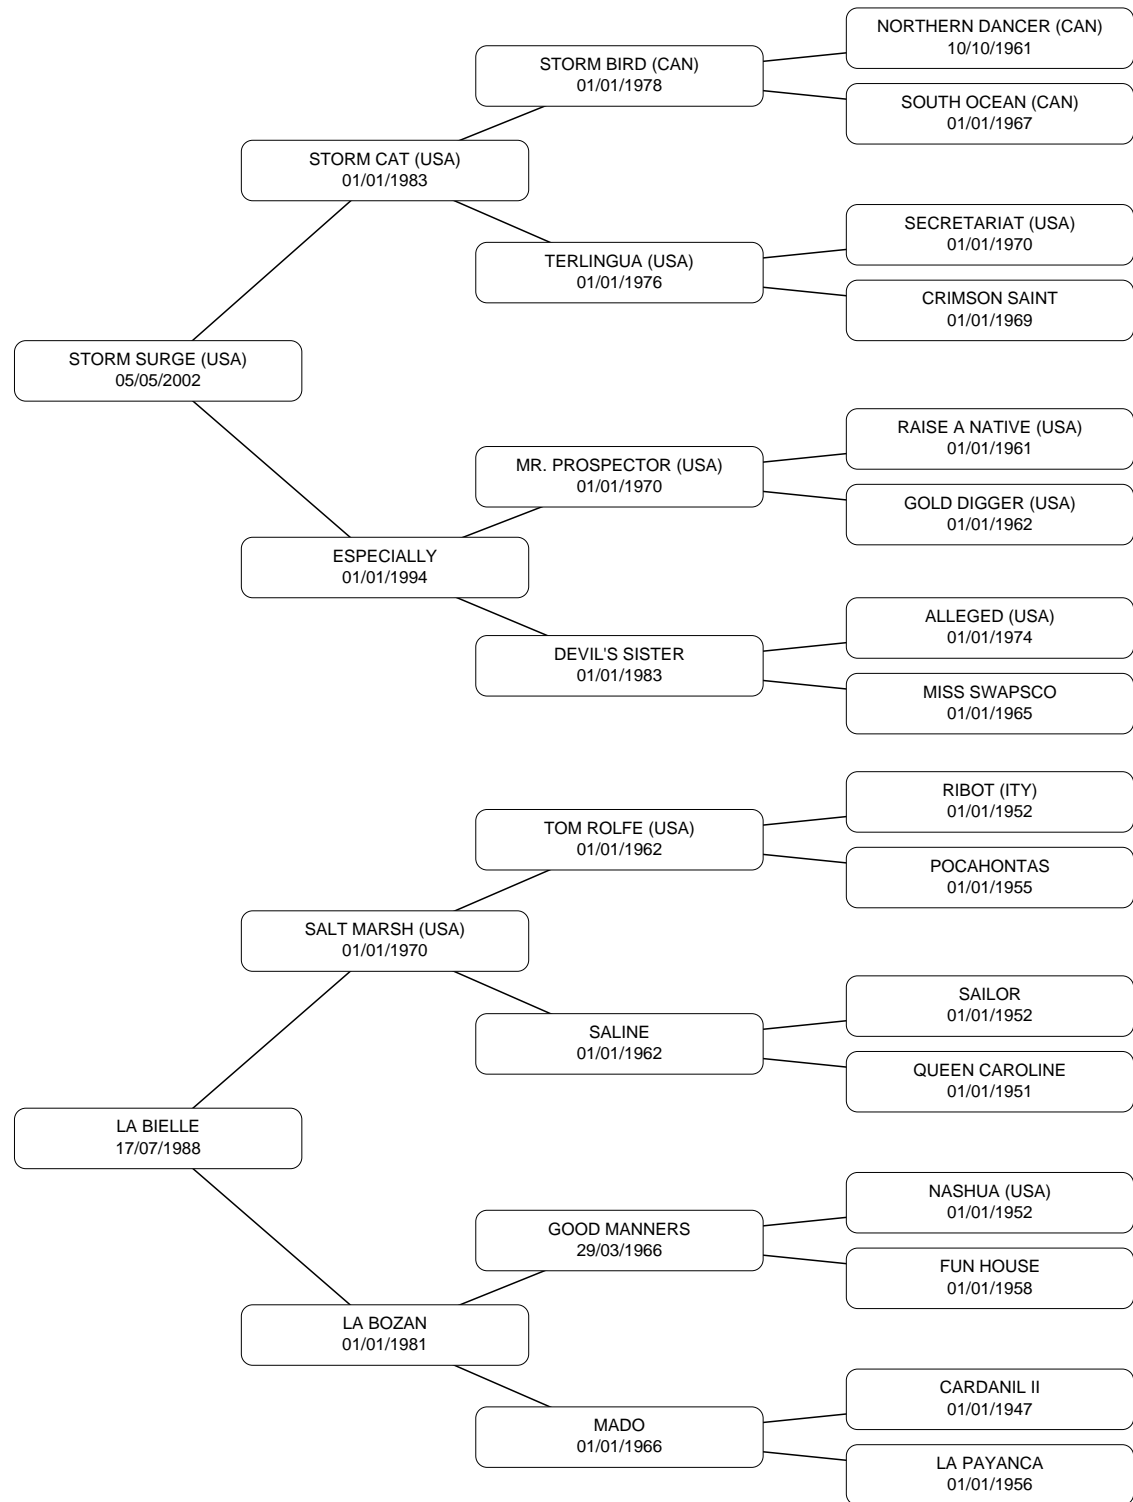 NORTHERN DANCER (CAN)
10/10/1961
STORM BIRD (CAN)
01/01/1978
SOUTH OCEAN (CAN)
01/01/1967
STORM CAT (USA)
01/01/1983
SECRETARIAT (USA)
01/01/1970
TERLINGUA (USA)
01/01/1976
CRIMSON SAINT
01/01/1969
STORM SURGE (USA)
05/05/2002
RAISE A NATIVE (USA)
01/01/1961
MR. PROSPECTOR (USA)
01/01/1970
GOLD DIGGER (USA)
01/01/1962
ESPECIALLY
01/01/1994
ALLEGED (USA)
01/01/1974
DEVIL'S SISTER
01/01/1983
MISS SWAPSCO
01/01/1965
RIBOT (ITY)
01/01/1952
TOM ROLFE (USA)
01/01/1962
POCAHONTAS
01/01/1955
SALT MARSH (USA)
01/01/1970
SAILOR
01/01/1952
SALINE
01/01/1962
QUEEN CAROLINE
01/01/1951
LA BIELLE
17/07/1988
NASHUA (USA)
01/01/1952
GOOD MANNERS
29/03/1966
FUN HOUSE
01/01/1958
LA BOZAN
01/01/1981
CARDANIL II
01/01/1947
MADO
01/01/1966
LA PAYANCA
01/01/1956